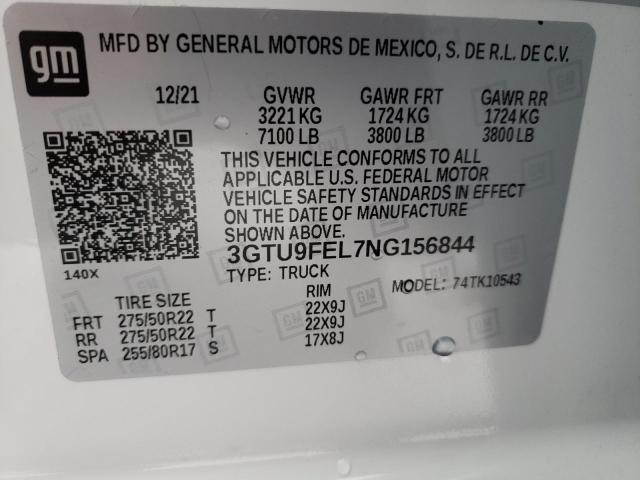 gm
MFD BY GENERAL MOTORS DE MEXICO, S. DE R.L. DE C.V.
12/21 GVWR GAWR FRT GAWR RR
3221 KG 1724 KG 1724 KG
7100 LB 3800 LB 3800 LB
THIS VEHICLE CONFORMS TO ALL
APPLICABLE U.S. FEDERAL MOTOR
VEHICLE SAFETY STANDARDS IN EFFECT
ON THE DATE OF MANUFACTURE
SHOWN ABOVE.
3GTU9FEL7NG156844
140X
TYPE: TRUCK MODEL: 74TK10543
TIRE SIZE RIM
FRT 275/50R22 T 22X9J
RR 275/50R22 T 22X9J
SPA 255/80R17 S 17X8J